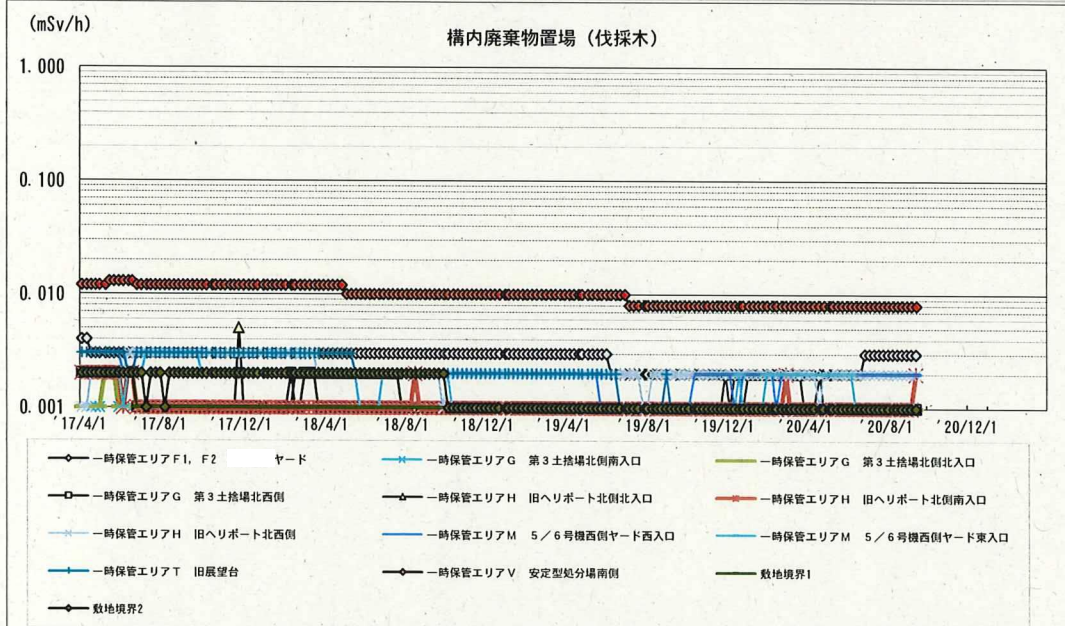 (mSv/h)
構内廃棄物置場（伐採木）
1.000
0.100
0.010
0.001
'17/4/1 '17/8/1 '17/12/1 '18/4/1 '18/8/1 '18/12/1 '19/4/1 '19/8/1 '19/12/1 '20/4/1 '20/8/1 '20/12/1
一時保管エリアＦ1，Ｆ2 ヤード 一時保管エリアＧ 第３土捨場北側南入口 一時保管エリアＧ 第３土捨場北側北入口
一時保管エリアＧ 第３土捨場北西側 一時保管エリアＨ 旧ヘリポート北側北入口 一時保管エリアＨ 旧ヘリポート北側南入口
一時保管エリアＨ 旧ヘリポート北西側 一時保管エリアＭ ５／６号機西側ヤード西入口 一時保管エリアＭ ５／６号機西側ヤード東入口
一時保管エリアＴ 旧展望台 一時保管エリアＶ 安定型処分場南側 敷地境界1
敷地境界2